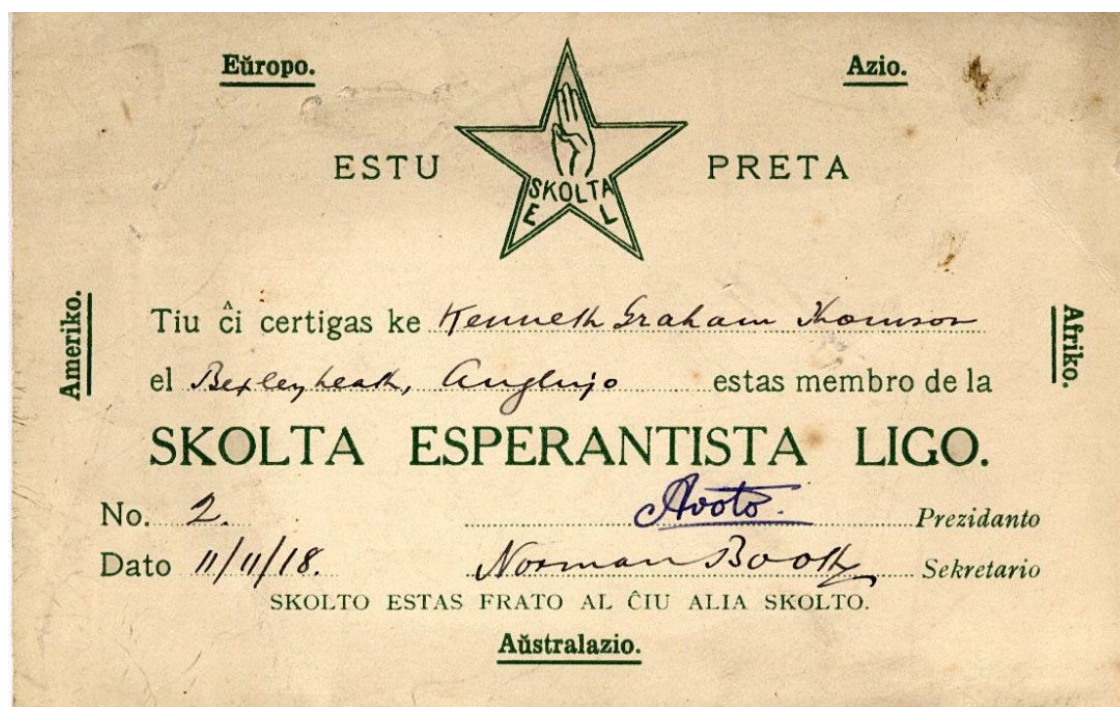 Eŭropo.
Azio.
ESTU PRETA
SKOLTA
E L
Ameriko.
Afriko.
Tiu ĉi certigas ke Kenneth Graham Thomson
el Bexleyheath, Anglujo estas membro de la
SKOLTA ESPERANTISTA LIGO.
No. 2. Avoto. Prezidanto
Dato 11/11/18. Norman Booth Sekretario
SKOLTO ESTAS FRATO AL ĈIU ALIA SKOLTO.
Aŭstralazio.